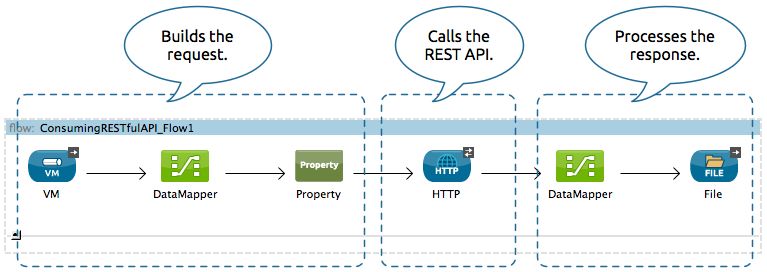 Builds the
request.
Calls the
REST API.
Processes the
response.
flow: ConsumingRESTfulAPI_Flow1
VM
Property
HTTP
FILE
VM
DataMapper
Property
HTTP
DataMapper
File